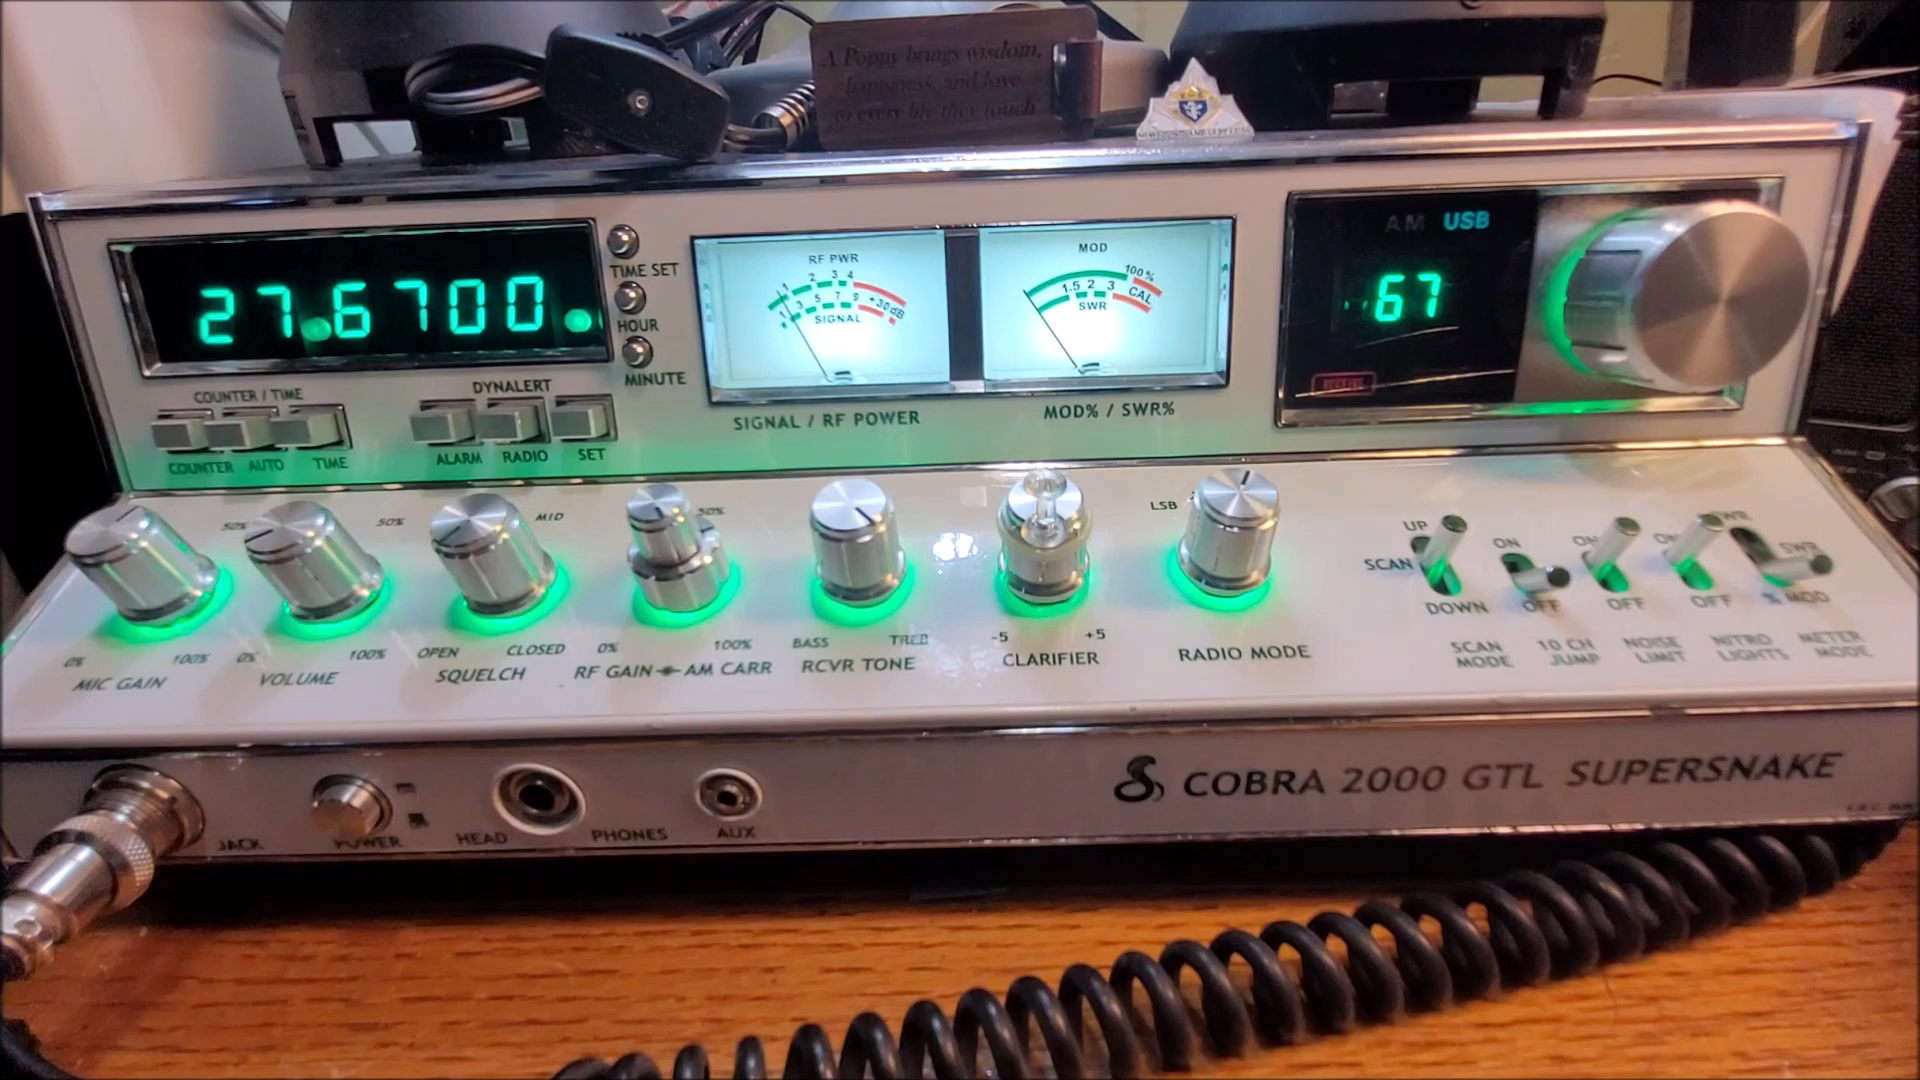 A Poppy brings wisdom,
happiness, and love
to every life they touch
27.6700.
TIME SET
HOUR
MINUTE
COUNTER / TIME
COUNTER AUTO TIME
DYNALERT
ALARM RADIO SET
RF PWR
1 2 3 4
1 3 5 7 9 +30dB
SIGNAL
SIGNAL / RF POWER
MOD
100%
1.5 2 3 CAL
SWR
MOD% / SWR%
AM USB
67
50%
0% 100%
MIC GAIN
50%
0% 100%
VOLUME
MID
OPEN CLOSED
SQUELCH
50%
0% 100%
RF GAIN AM CARR
BASS TREB
RCVR TONE
-5 +5
CLARIFIER
LSB
RADIO MODE
UP
SCAN
DOWN
SCAN
MODE
ON
OFF
10 CH
JUMP
ON
OFF
NOISE
LIMIT
ON
OFF
NITRO
LIGHTS
SWR
% MOD
METER
MODE
JACK
POWER
HEAD PHONES
AUX
COBRA 2000 GTL SUPERSNAKE